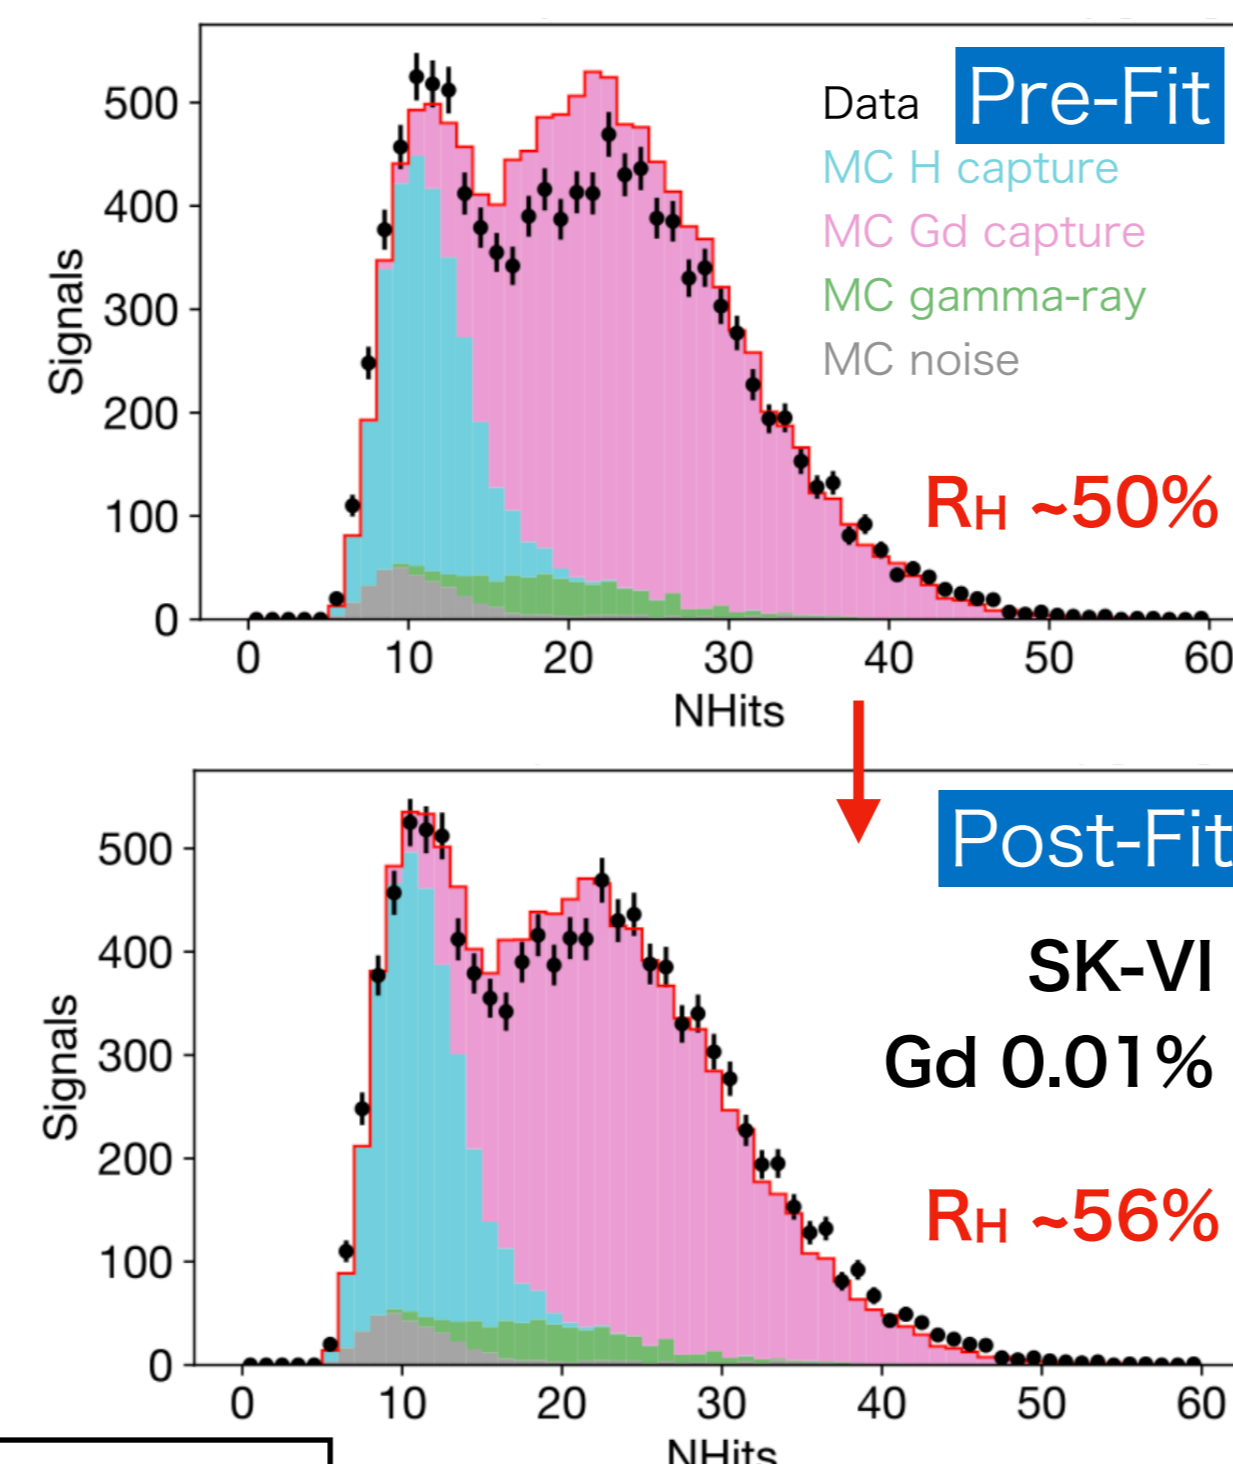 500
400
300
200
100
0
Signals
Data
Pre-Fit
MC H capture
MC Gd capture
MC gamma-ray
MC noise
RH ~50%
0 10 20 30 40 50 60
NHits
500
400
300
200
100
0
Signals
Post-Fit
SK-VI
Gd 0.01%
RH ~56%
0 10 20 30 40 50 60
NHits